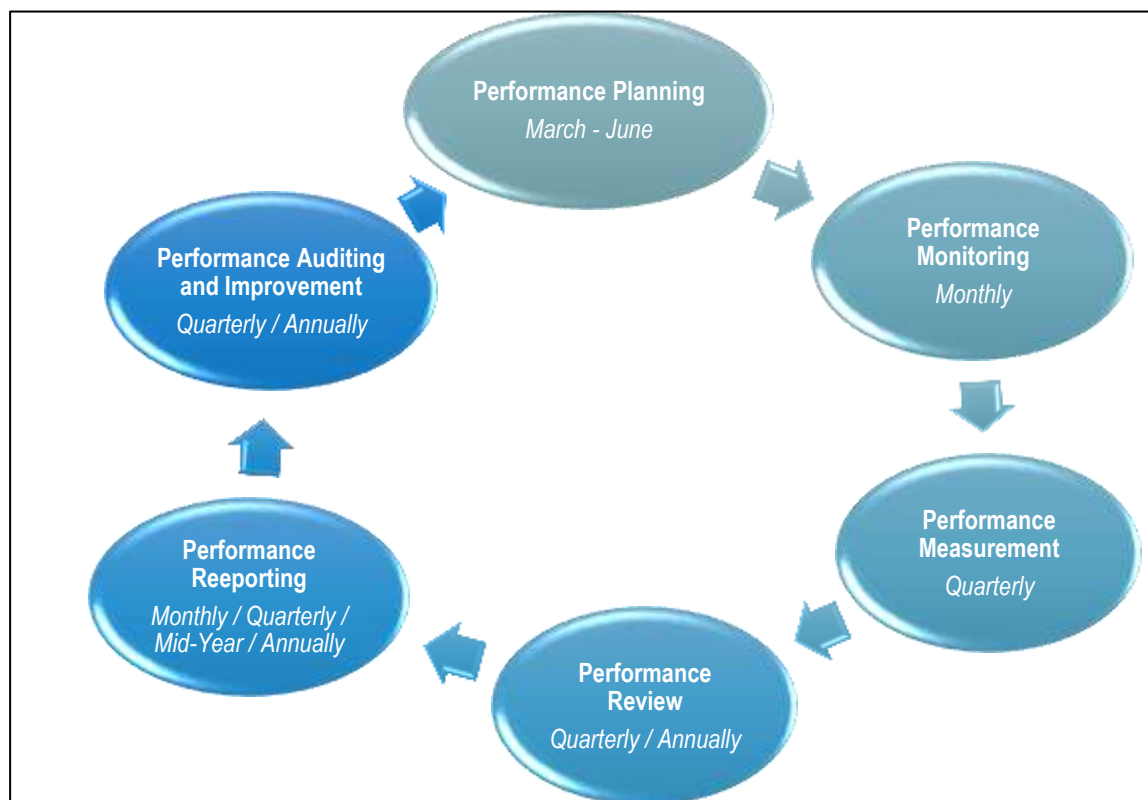 Performance Planning
March - June
Performance
Monitoring
Monthly
Performance
Measurement
Quarterly
Performance
Review
Quarterly / Annually
Performance
Reeporting
Monthly / Quarterly /
Mid-Year / Annually
Performance Auditing
and Improvement
Quarterly / Annually